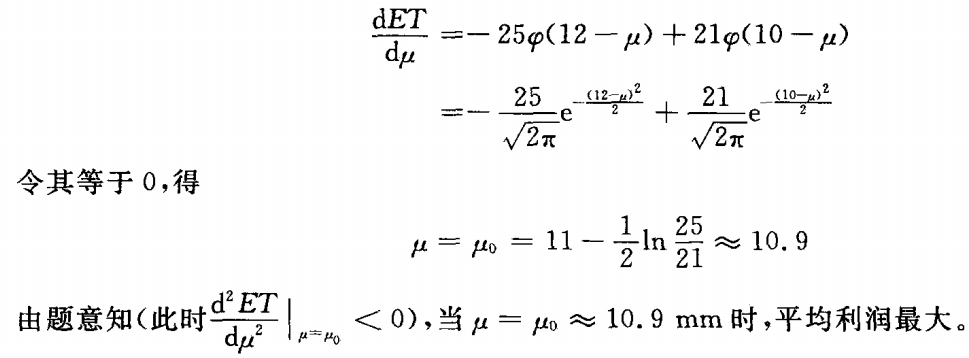 dET/dμ =− 25φ(12 − μ) + 21φ(10 − μ)
=− 25/√2π e^−(12−μ)²/2 + 21/√2π e^−(10−μ)²/2
令其等于 0,得
μ = μ₀ = 11 − 1/2 ln 25/21 ≈ 10.9
由题意知(此时 d²ET/dμ² |μ=μ₀ < 0),当 μ = μ₀ ≈ 10.9 mm 时,平均利润最大。